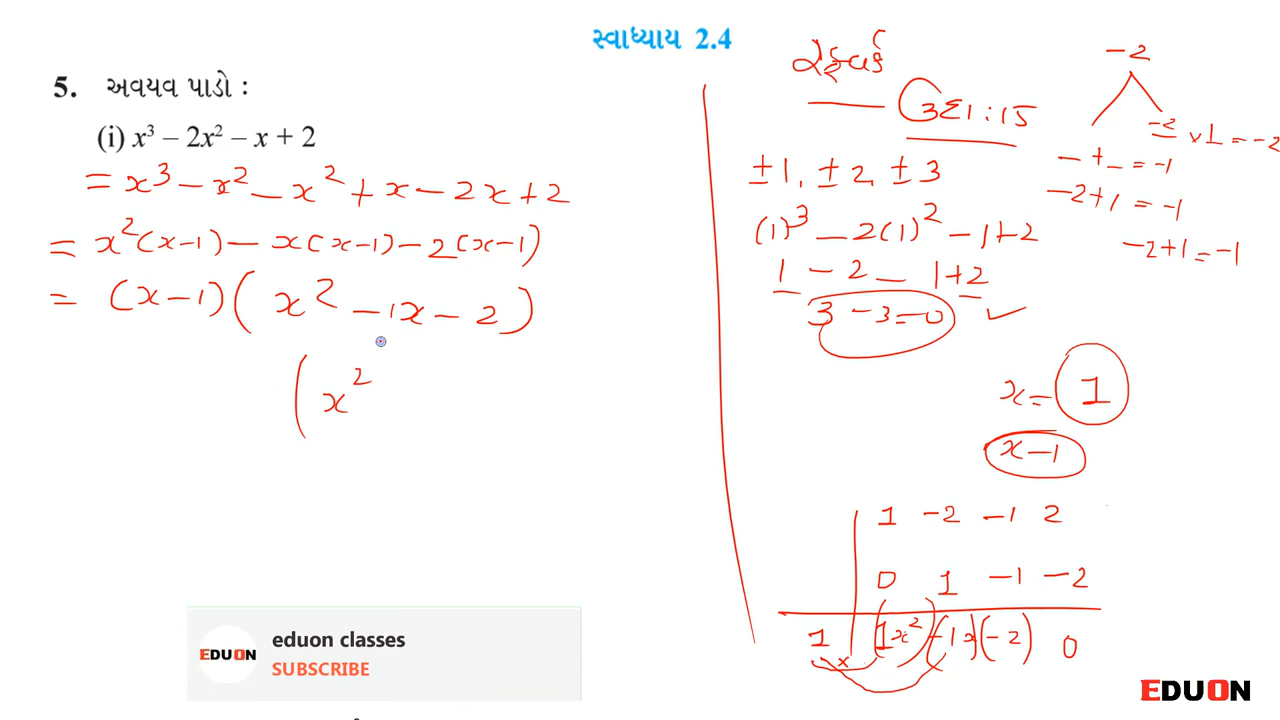 સ્વાધ્યાય 2.4
5. અવયવ પાડો :
(i) x³ – 2x² – x + 2
= x³ – x² – x² + x – 2x + 2
= x²(x–1) – x(x–1) – 2(x–1)
= (x–1)(x² – 1x – 2)
(x²
: 15
±1, ±2, ±3
(1)³ – 2(1)² – 1+2
1 – 2 – 1+2
3 – 3 = 0 ✓
x = 1
x – 1
–2
–2 × 1 = –2
– + – = –1
–2+1 = –1
–2+1 = –1
1 –2 –1 2
0 1 –1 –2
1 (1x²) (–1x) (–2) 0
eduon classes
EDUON
SUBSCRIBE
EDUON